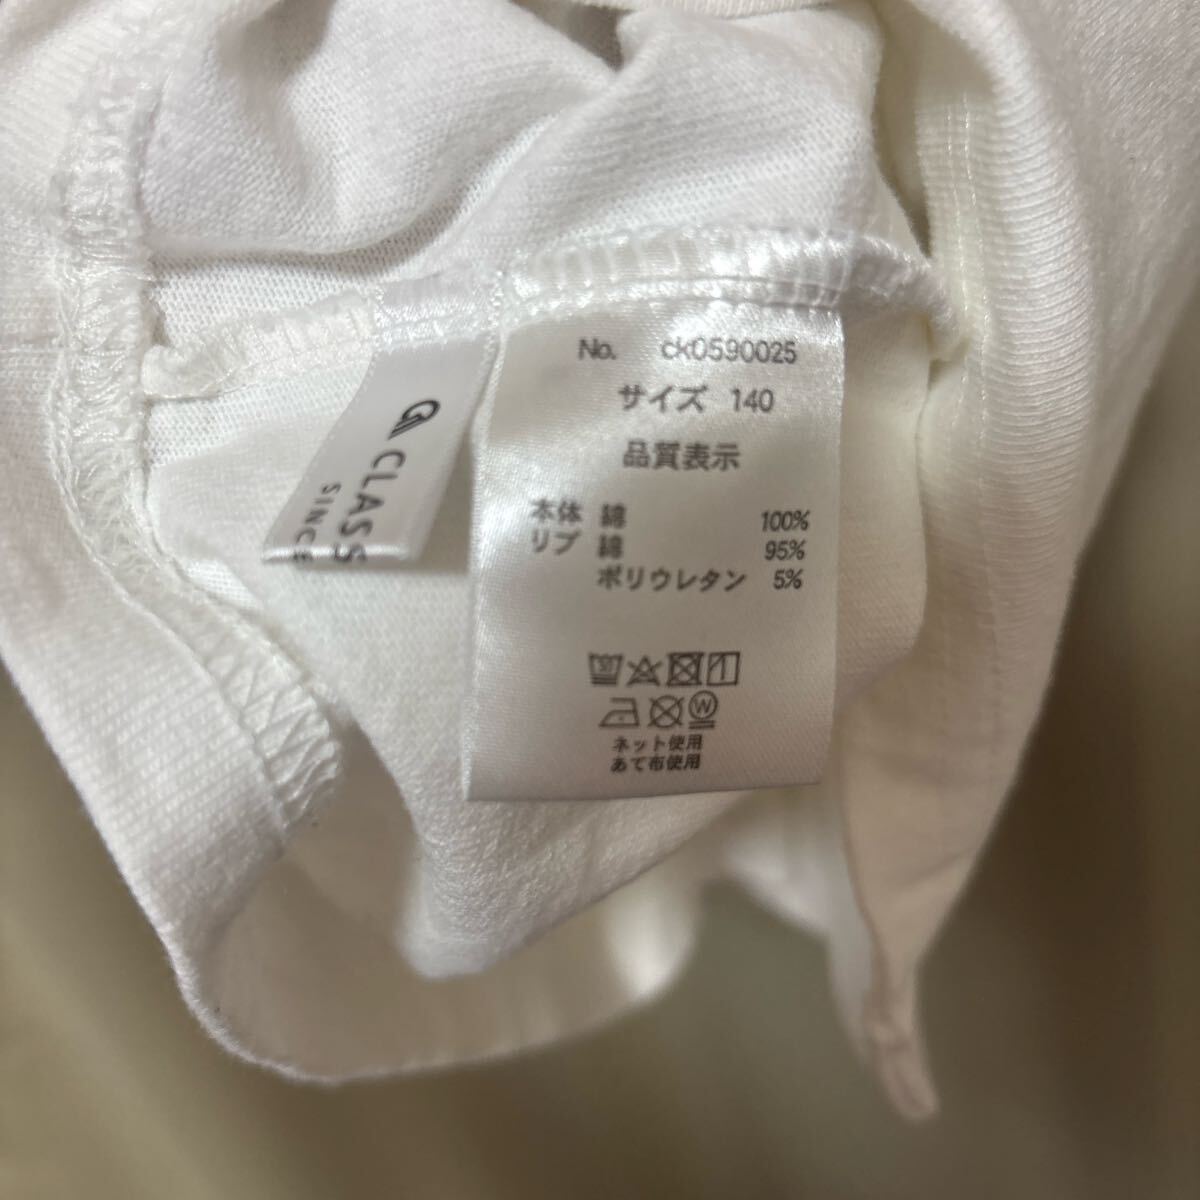 No. ck0590025
サイズ 140
品質表示
本体 綿 100%
リブ 綿 95%
ポリウレタン 5%
W
ネット使用
あて布使用
CLASS
SINCE